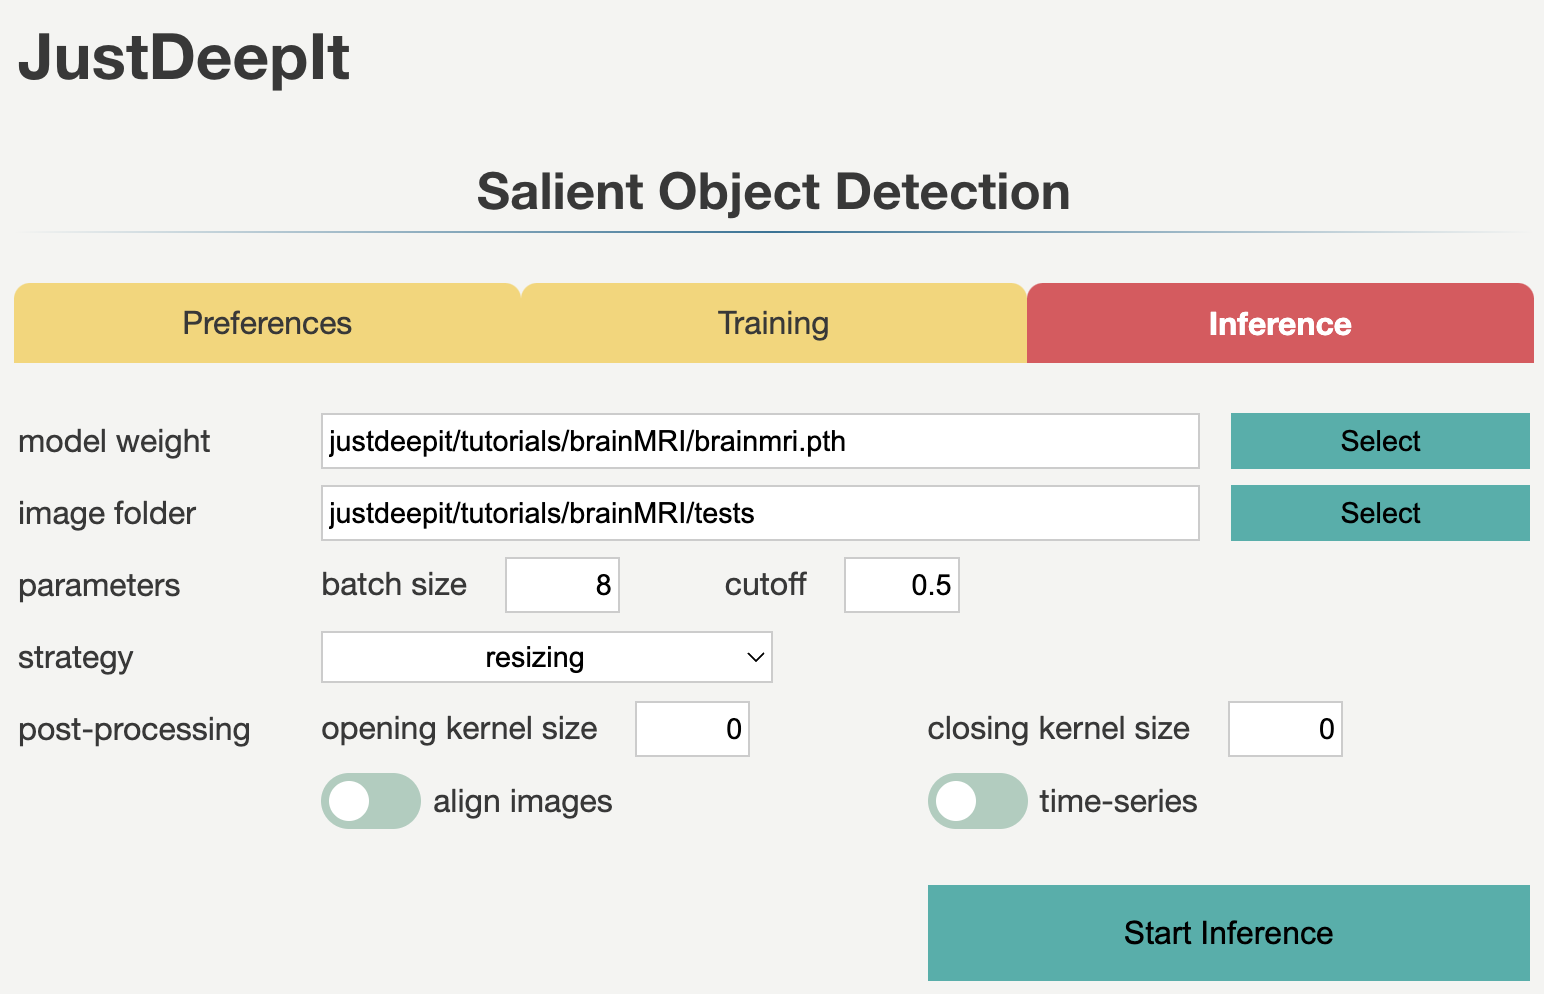 JustDeepIt
Salient Object Detection
Preferences Training Inference
model weight justdeepit/tutorials/brainMRI/brainmri.pth Select
image folder justdeepit/tutorials/brainMRI/tests Select
parameters batch size 8 cutoff 0.5
strategy resizing
post-processing opening kernel size 0 closing kernel size 0
align images time-series
Start Inference